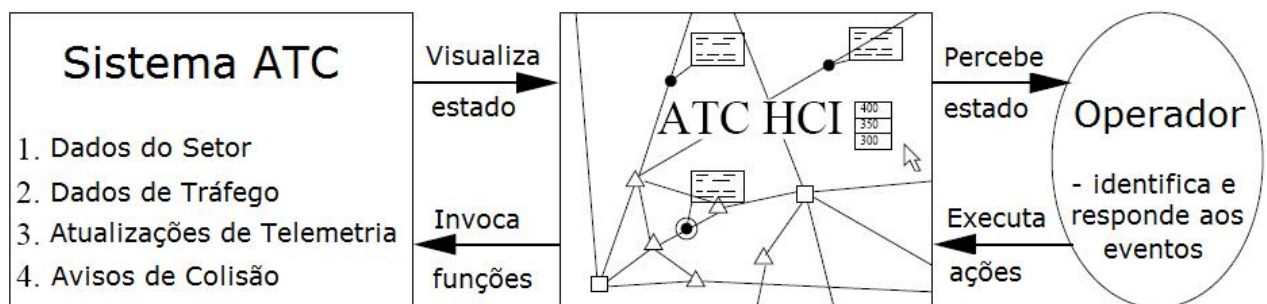 Sistema ATC
1. Dados do Setor
2. Dados de Tráfego
3. Atualizações de Telemetria
4. Avisos de Colisão
Visualiza
estado
Invoca
funções
ATC HCI
400
350
300
Percebe
estado
Executa
ações
Operador
- identifica e
responde aos
eventos